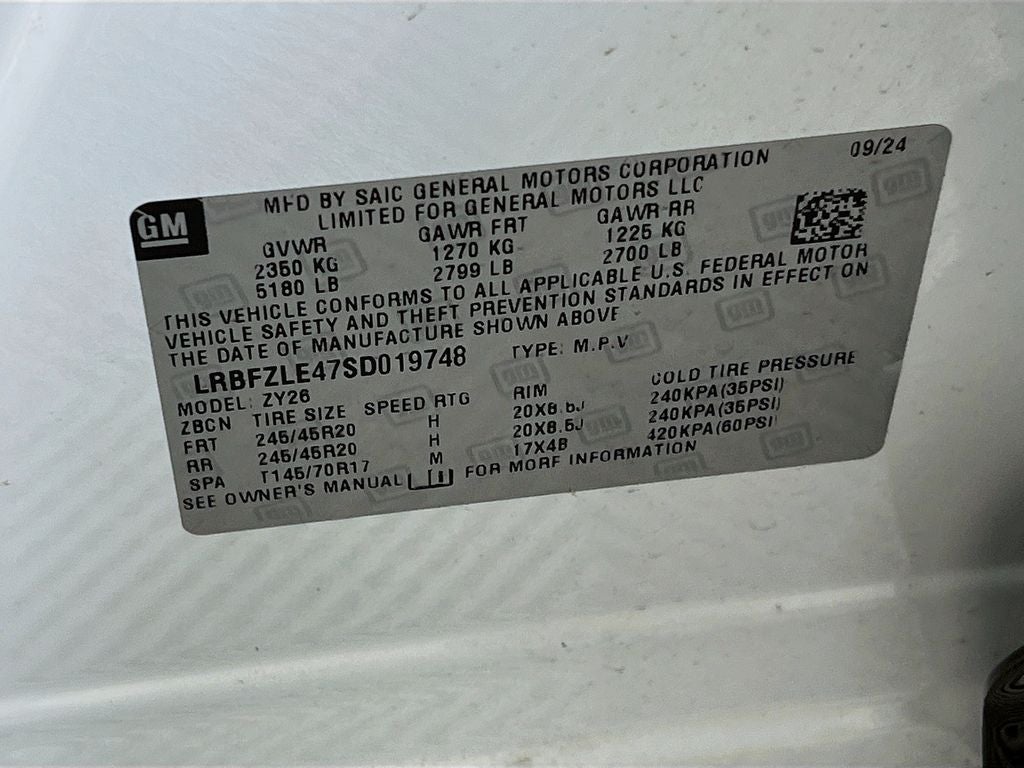 GM
MFD BY SAIC GENERAL MOTORS CORPORATION
LIMITED FOR GENERAL MOTORS LLC
09/24
GVWR GAWR FRT GAWR RR
2350 KG 1270 KG 1225 KG
5180 LB 2799 LB 2700 LB
THIS VEHICLE CONFORMS TO ALL APPLICABLE U.S. FEDERAL MOTOR
VEHICLE SAFETY AND THEFT PREVENTION STANDARDS IN EFFECT ON
THE DATE OF MANUFACTURE SHOWN ABOVE
LRBFZLE47SD019748 TYPE: M.P.V
MODEL: ZY26
ZBCN TIRE SIZE SPEED RTG RIM COLD TIRE PRESSURE
FRT 245/45R20 H 20X8.5J 240KPA(35PSI)
RR 245/45R20 H 20X8.5J 240KPA(35PSI)
SPA T145/70R17 M 17X4B 420KPA(60PSI)
SEE OWNER'S MANUAL FOR MORE INFORMATION